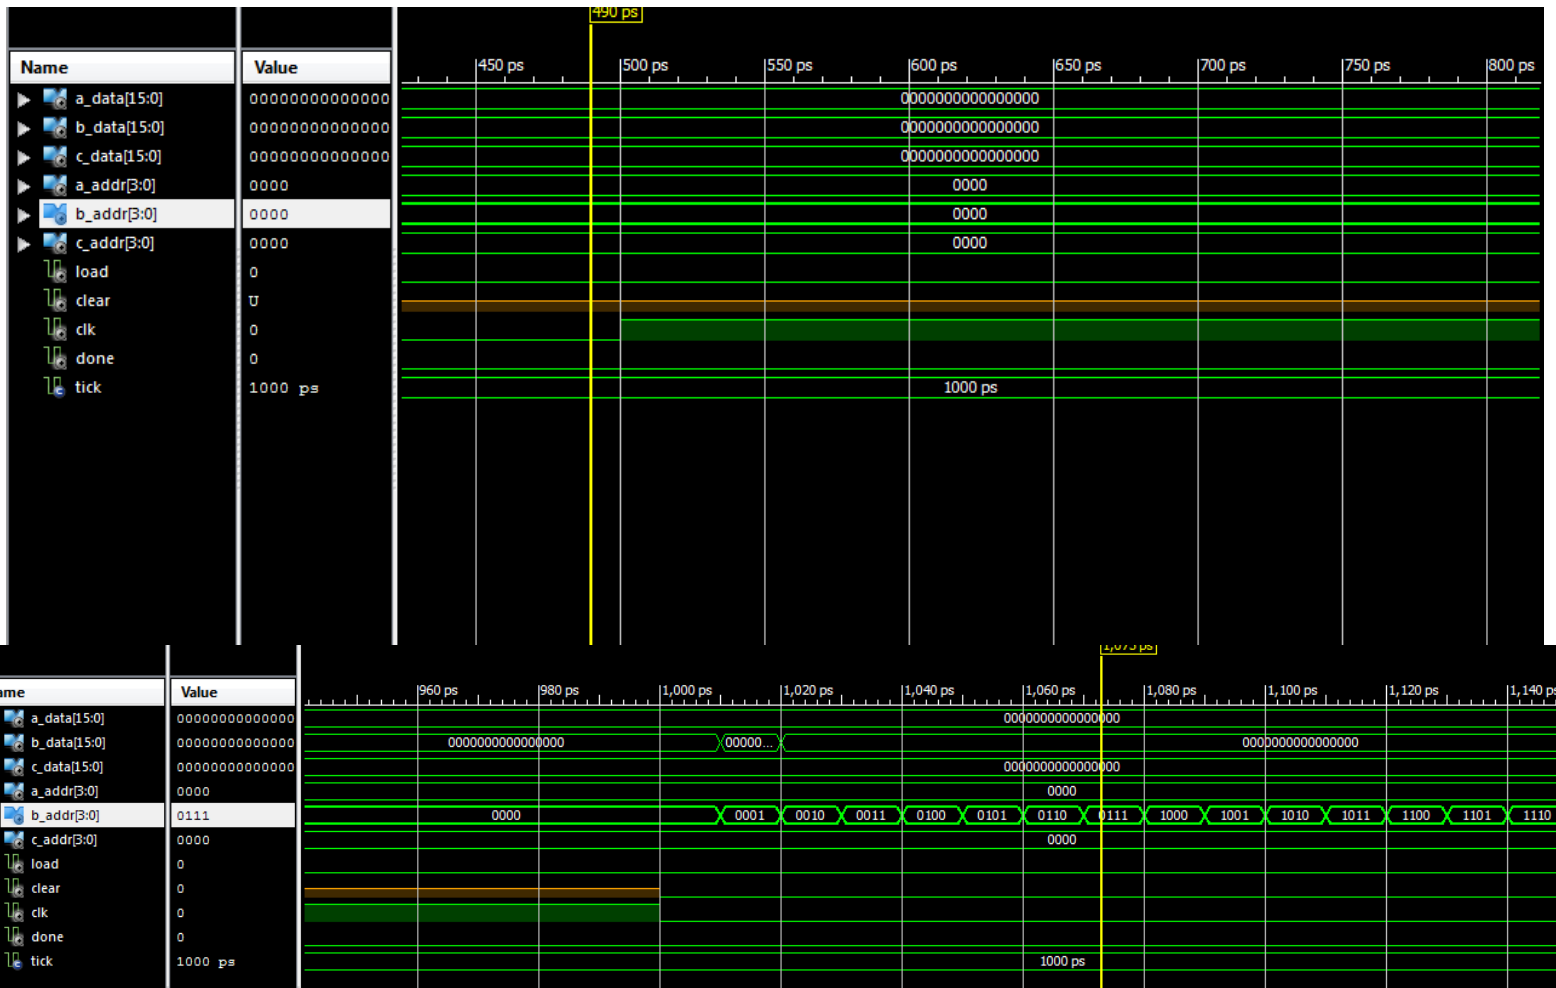 490 ps
Name Value 450 ps 500 ps 550 ps 600 ps 650 ps 700 ps 750 ps 800 ps
a_data[15:0] 00000000000000 0000000000000000
b_data[15:0] 00000000000000 0000000000000000
c_data[15:0] 00000000000000 0000000000000000
a_addr[3:0] 0000 0000
b_addr[3:0] 0000 0000
c_addr[3:0] 0000 0000
load 0
clear U
clk 0
done 0
tick 1000 ps 1000 ps
1,073 ps
ame Value 960 ps 980 ps 1,000 ps 1,020 ps 1,040 ps 1,060 ps 1,080 ps 1,100 ps 1,120 ps 1,140 ps
a_data[15:0] 00000000000000 0000000000000000
b_data[15:0] 00000000000000 0000000000000000 00000... 0000000000000000
c_data[15:0] 00000000000000 0000000000000000
a_addr[3:0] 0000 0000
b_addr[3:0] 0111 0000 0001 0010 0011 0100 0101 0110 0111 1000 1001 1010 1011 1100 1101 1110
c_addr[3:0] 0000 0000
load 0
clear 0
clk 0
done 0
tick 1000 ps 1000 ps